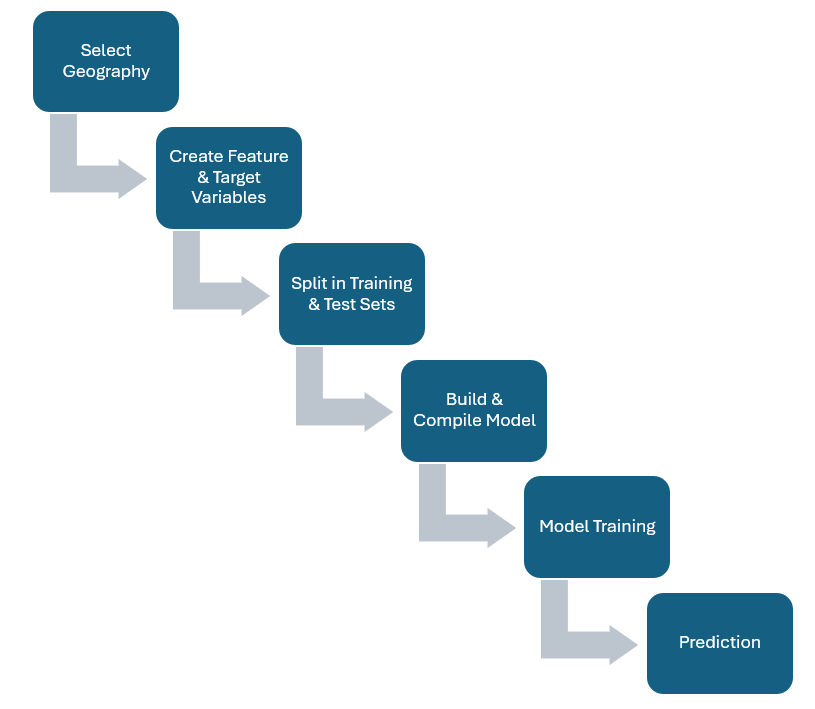 Select
Geography
Create Feature
& Target
Variables
Split in Training
& Test Sets
Build &
Compile Model
Model Training
Prediction